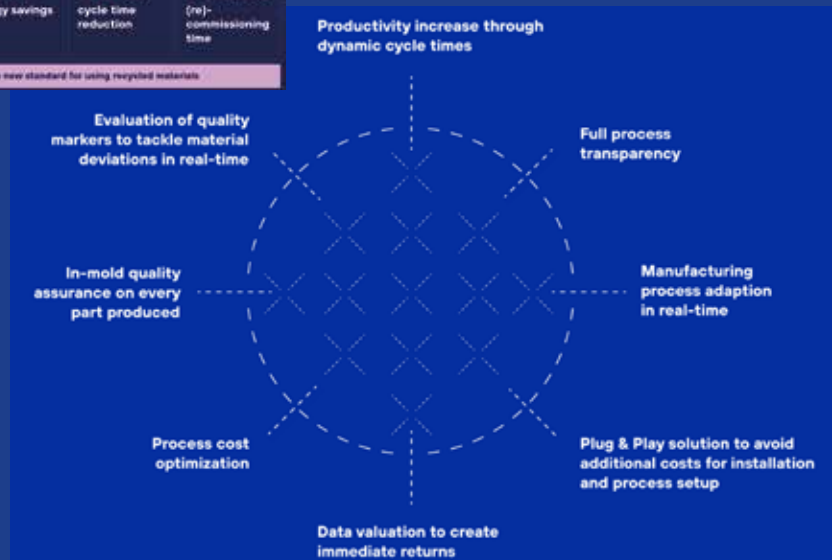 savings
cycle time
reduction
(re)-
commissioning
time
new standard for using recycled materials
Productivity increase through
dynamic cycle times
Evaluation of quality
markers to tackle material
deviations in real-time
Full process
transparency
In-mold quality
assurance on every
part produced
Manufacturing
process adaption
in real-time
Process cost
optimization
Plug & Play solution to avoid
additional costs for installation
and process setup
Data valuation to create
immediate returns